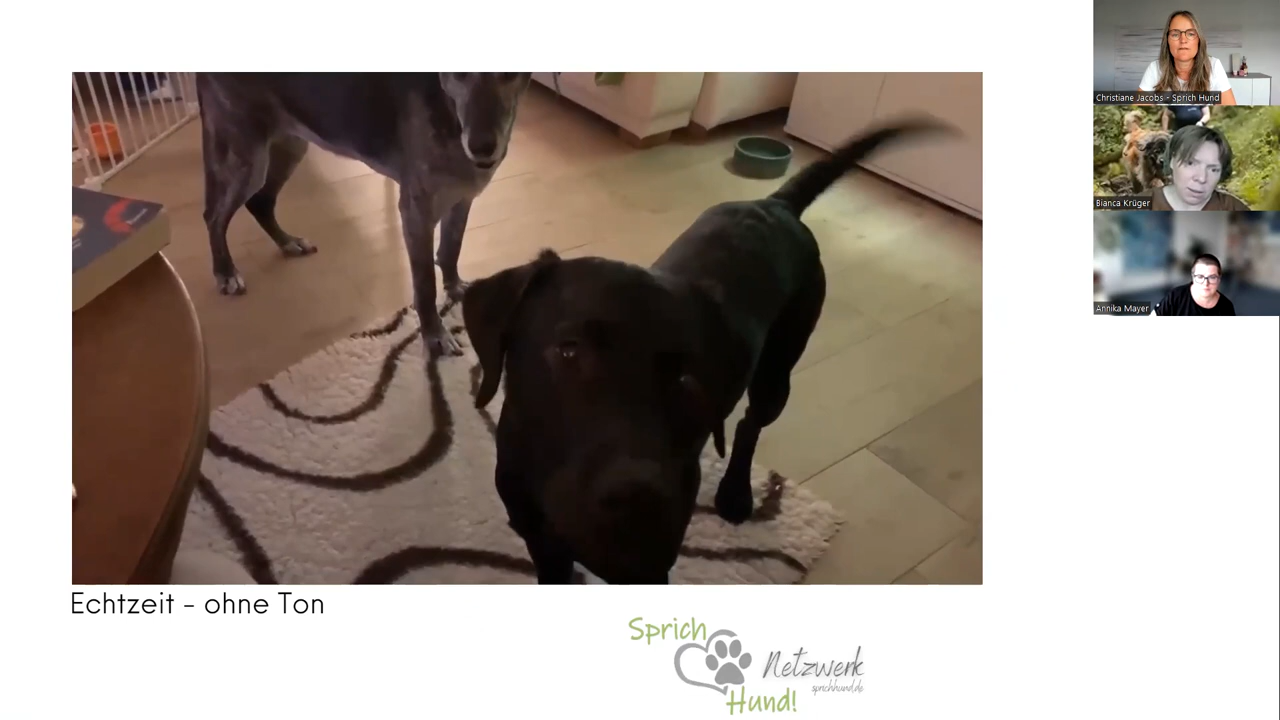 Christiane Jacobs - Sprich Hund
Bianca Krüger
Annika Mayer
Echtzeit - ohne Ton
Sprich
Netzwerk
sprichhund.de
Hund!